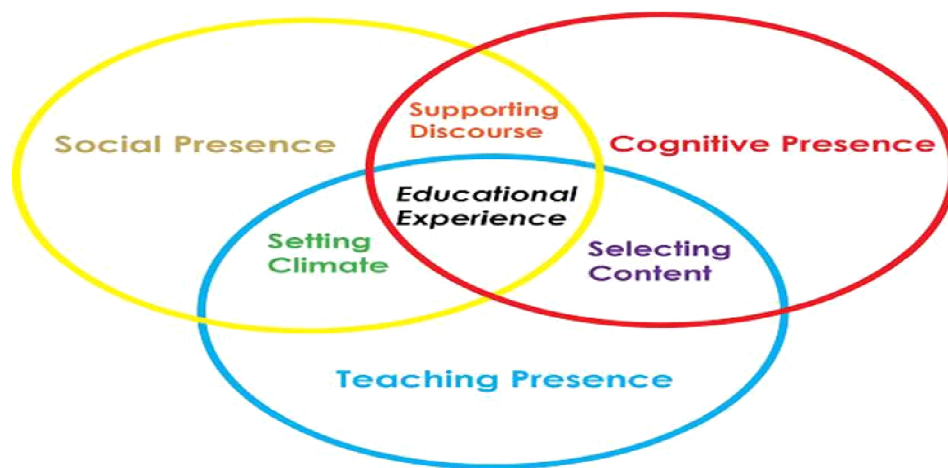 Supporting
Discourse
Social Presence
Cognitive Presence
Educational
Experience
Setting
Climate
Selecting
Content
Teaching Presence